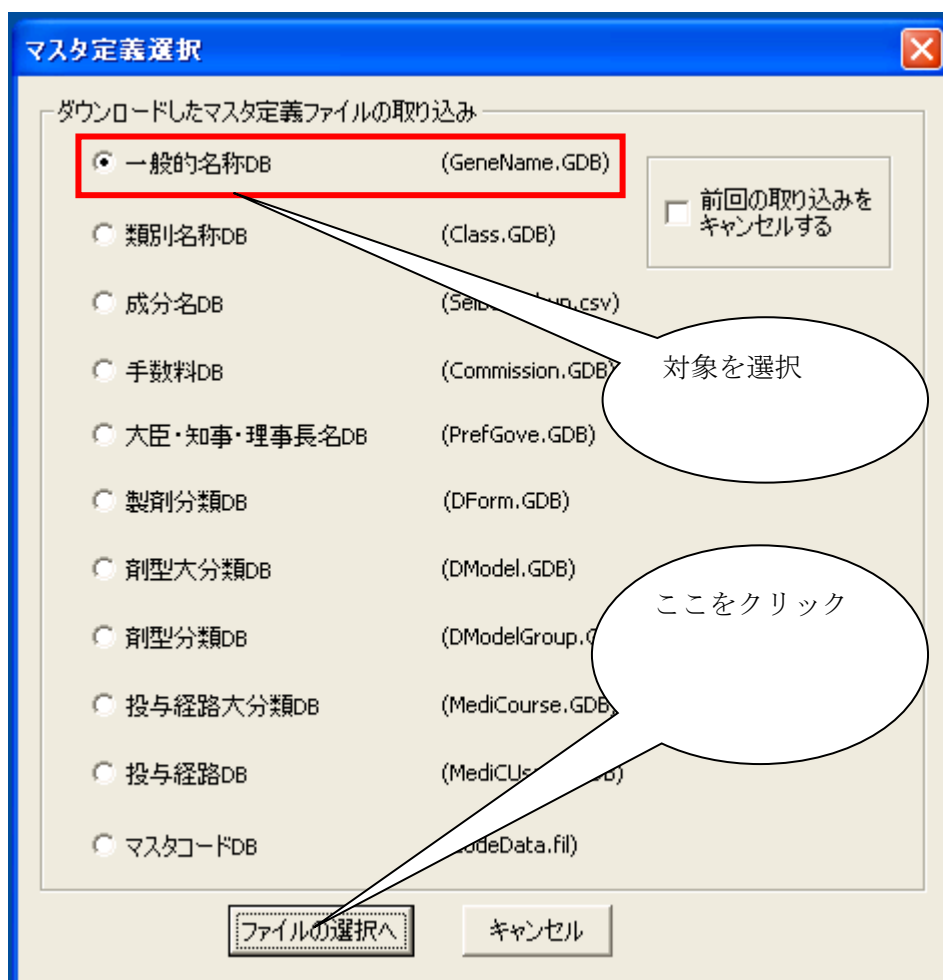 マスタ定義選択
ダウンロードしたマスタ定義ファイルの取り込み
一般的名称DB (GeneName.GDB)
前回の取り込みを
キャンセルする
類別名称DB (Class.GDB)
成分名DB
手数料DB (Commission.GDB)
対象を選択
大臣・知事・理事長名DB (PrefGove.GDB)
製剤分類DB (DForm.GDB)
剤型大分類DB (DModel.GDB)
ここをクリック
剤型分類DB (DModelGroup.
投与経路大分類DB (MediCourse.GDB)
投与経路DB
マスタコードDB
ファイルの選択へ キャンセル